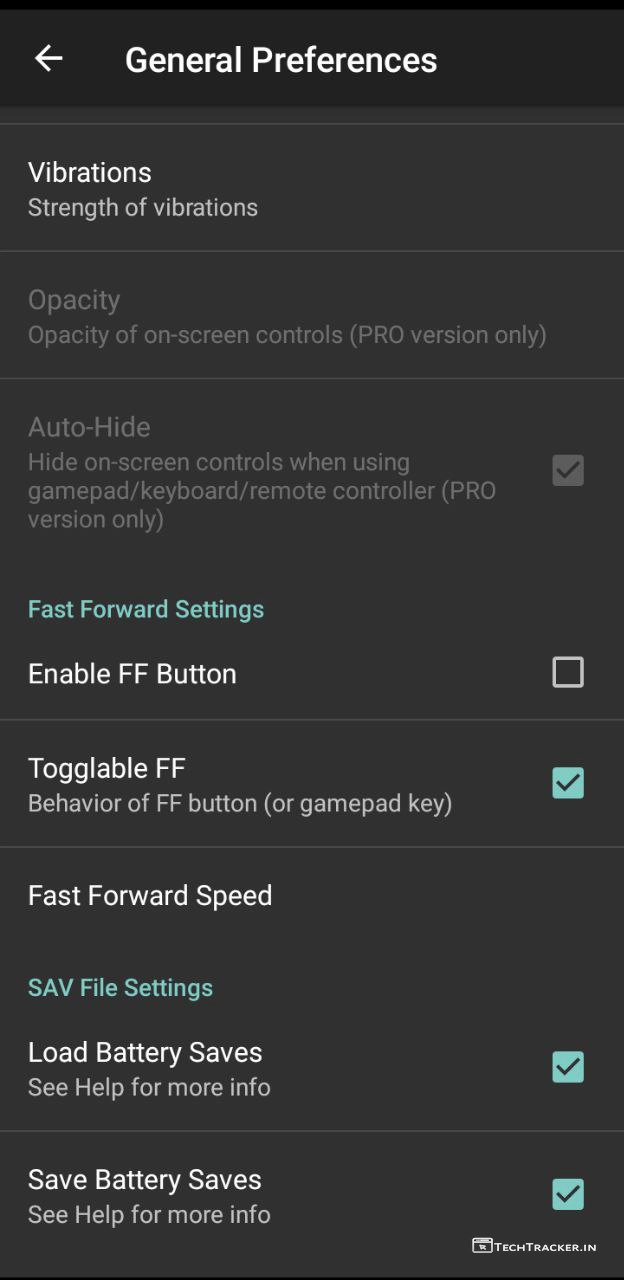 General Preferences
Vibrations
Strength of vibrations
Opacity
Opacity of on-screen controls (PRO version only)
Auto-Hide
Hide on-screen controls when using
gamepad/keyboard/remote controller (PRO
version only)
Fast Forward Settings
Enable FF Button
Togglable FF
Behavior of FF button (or gamepad key)
Fast Forward Speed
SAV File Settings
Load Battery Saves
See Help for more info
Save Battery Saves
See Help for more info
TECHTRACKER.IN